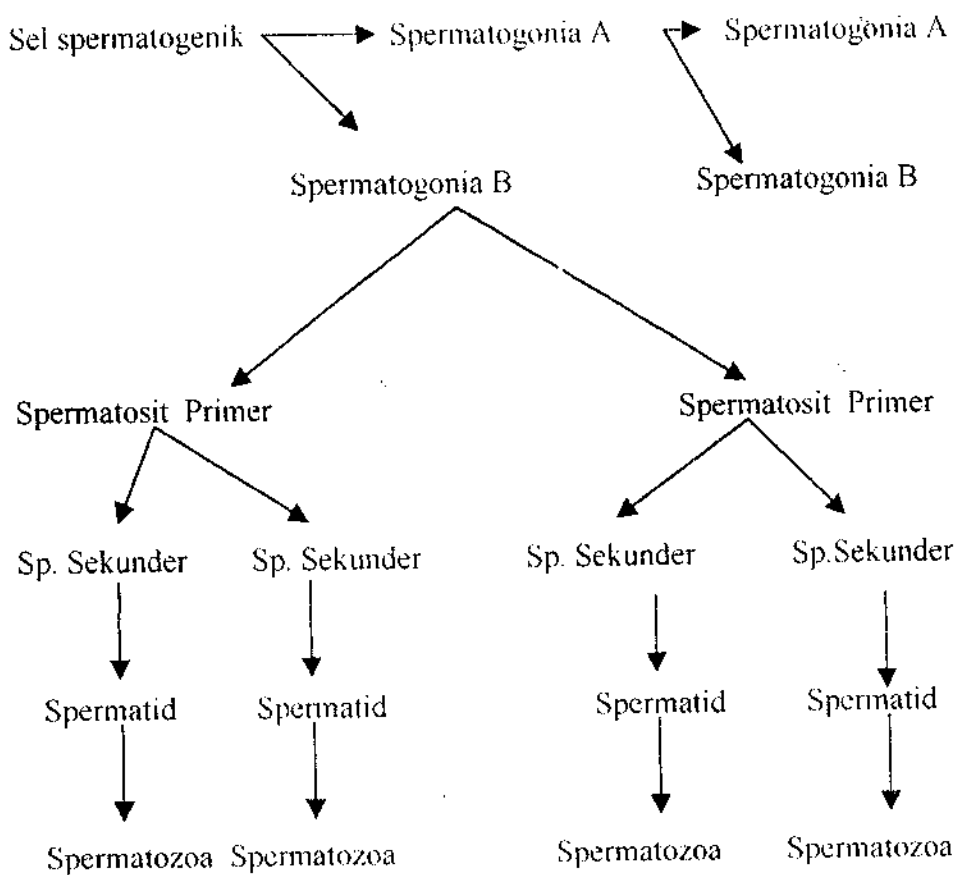 Sel spermatogenik Spermatogonia A Spermatogonia A
Spermatogonia B Spermatogonia B
Spermatosit Primer Spermatosit Primer
Sp. Sekunder Sp. Sekunder Sp. Sekunder Sp.Sekunder
Spermatid Spermatid Spermatid Spermatid
Spermatozoa Spermatozoa Spermatozoa Spermatozoa